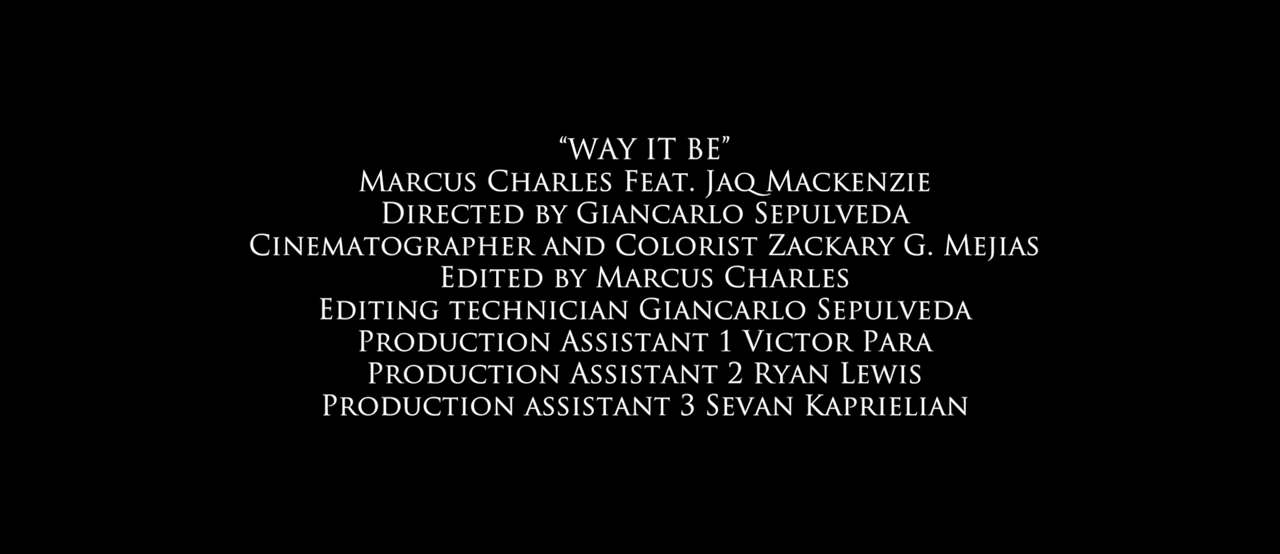 “WAY IT BE”
Marcus Charles Feat. Jaq Mackenzie
Directed by Giancarlo Sepulveda
Cinematographer and Colorist Zackary G. Mejias
Edited by Marcus Charles
Editing technician Giancarlo Sepulveda
Production Assistant 1 Victor Para
Production Assistant 2 Ryan Lewis
Production assistant 3 Sevan Kaprielian